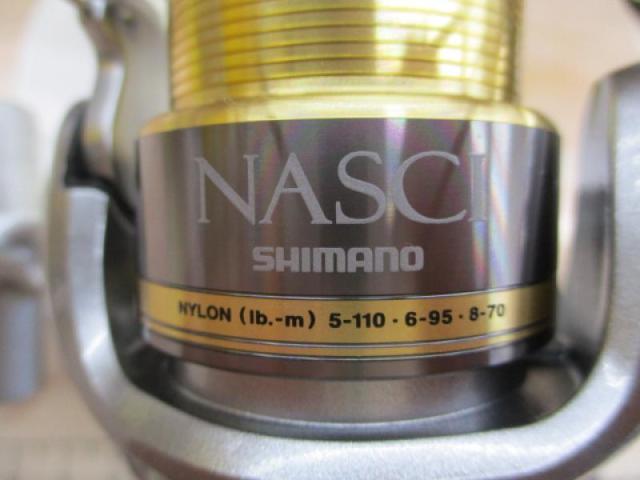 NASCI
SHIMANO
NYLON (lb.-m) 5-110・6-95・8-70